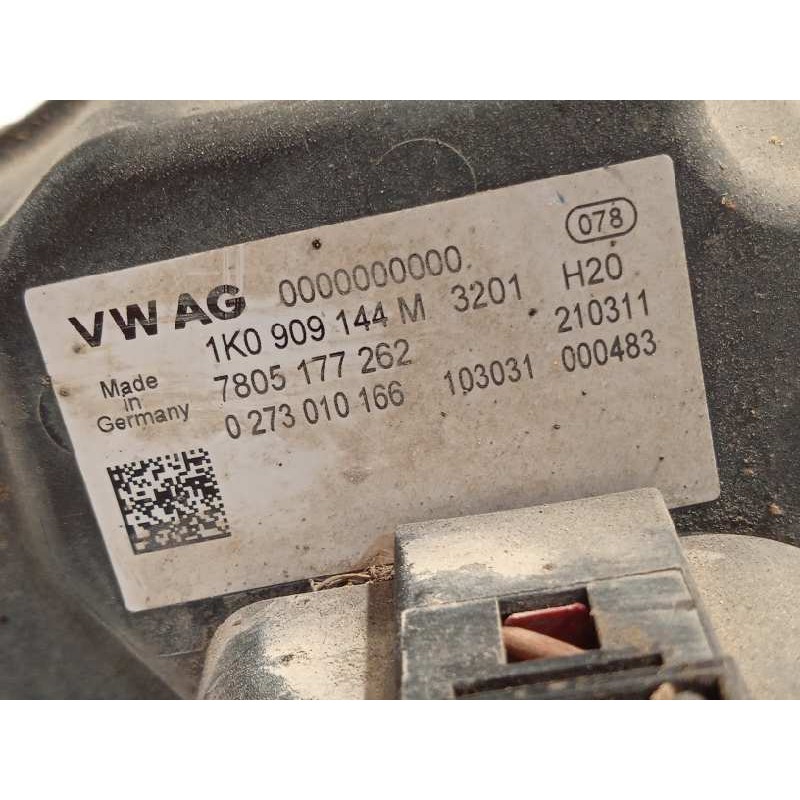 078
VW AG 0000000000 3201 H20
1K0 909 144 M 210311
Made in Germany
7805 177 262 103031 000483
0 273 010 166